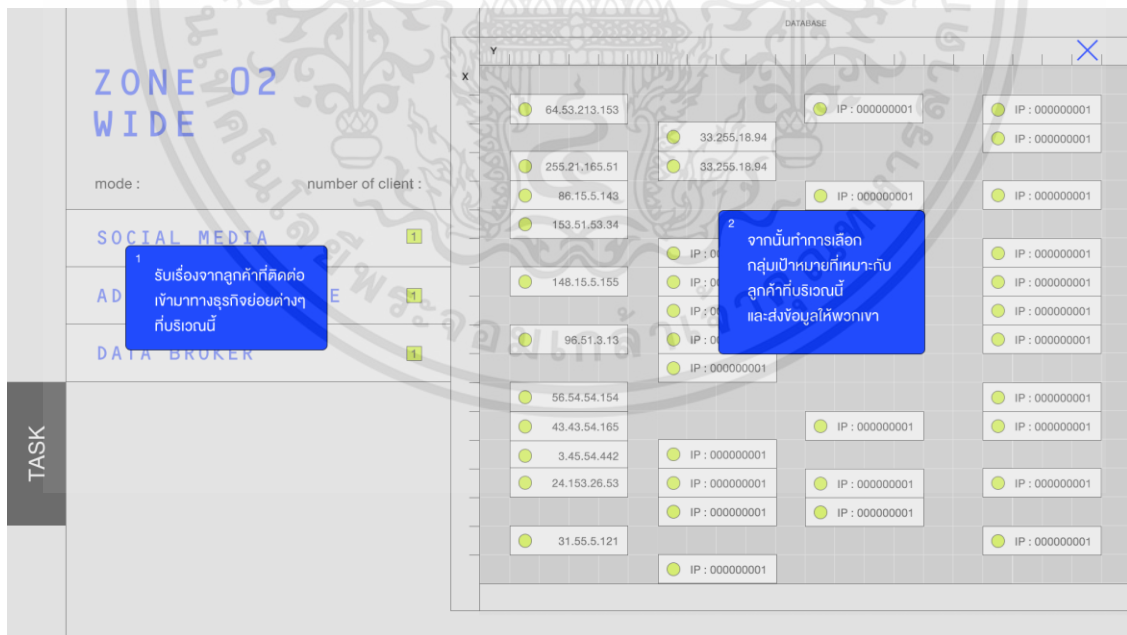 DATABASE
ZONE 02
WIDE
mode :
number of client :
SOCIAL MEDIA
1
AD
E
1
DATA BROKER
1
1
รับเรื่องจากลูกค้าที่ติดต่อ
เข้ามาทางธุรกิจย่อยต่างๆ
ที่บริเวณนี้
TASK
Y
X
64.53.213.153
IP : 000000001
IP : 000000001
33.255.18.94
IP : 000000001
255.21.165.51
33.255.18.94
86.15.5.143
IP : 000000001
IP : 000000001
153.51.53.34
2
จากนั้นทำการเลือก
กลุ่มเป้าหมายที่เหมาะกับ
ลูกค้าที่บริเวณนี้
และส่งข้อมูลให้พวกเขา
IP : 0
IP : 000000001
148.15.5.155
IP : 0
IP : 000000001
IP : 0
IP : 000000001
96.51.3.13
IP : 0
IP : 000000001
IP : 000000001
56.54.54.154
IP : 000000001
43.43.54.165
IP : 000000001
IP : 000000001
3.45.54.442
IP : 000000001
24.153.26.53
IP : 000000001
IP : 000000001
IP : 000000001
IP : 000000001
IP : 000000001
31.55.5.121
IP : 000000001
IP : 000000001